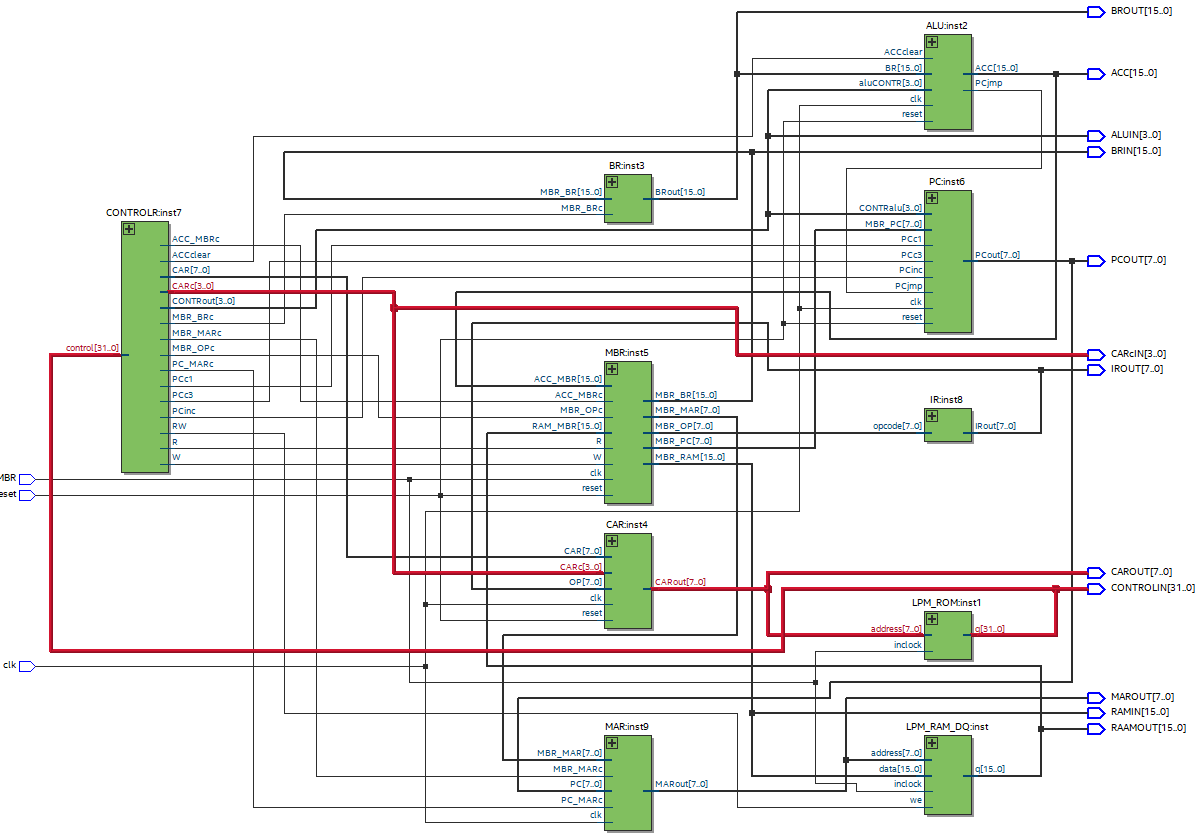 BROUT[15..0]
ALU:inst2
ACCclear
BR[15..0]
aluCONTR[3..0]
clk
reset
ACC[15..0]
PCjmp
ACC[15..0]
ALUIN[3..0]
BRIN[15..0]
BR:inst3
MBR_BR[15..0]
MBR_BRc
BRout[15..0]
PC:inst6
CONTRalu[3..0]
MBR_PC[7..0]
PCc1
PCc3
PCinc
PCjmp
clk
reset
PCout[7..0]
PCOUT[7..0]
CONTROLR:inst7
control[31..0]
ACC_MBRc
ACCclear
CAR[7..0]
CARc[3..0]
CONTRout[3..0]
MBR_BRc
MBR_MARc
MBR_OPc
PC_MARc
PCc1
PCc3
PCinc
RW
R
W
CARcIN[3..0]
IROUT[7..0]
MBR:inst5
ACC_MBR[15..0]
ACC_MBRc
MBR_OPc
RAM_MBR[15..0]
R
W
clk
reset
MBR_BR[15..0]
MBR_MAR[7..0]
MBR_OP[7..0]
MBR_PC[7..0]
MBR_RAM[15..0]
IR:inst8
opcode[7..0]
IRout[7..0]
MBR
eset
CAR:inst4
CAR[7..0]
CARc[3..0]
OP[7..0]
clk
reset
CARout[7..0]
CAROUT[7..0]
CONTROLIN[31..0]
LPM_ROM:inst1
address[7..0]
inclock
q[31..0]
clk
MAROUT[7..0]
RAMIN[15..0]
RAAMOUT[15..0]
MAR:inst9
MBR_MAR[7..0]
MBR_MARc
PC[7..0]
PC_MARc
clk
MARout[7..0]
LPM_RAM_DQ:inst
address[7..0]
data[15..0]
inclock
we
q[15..0]